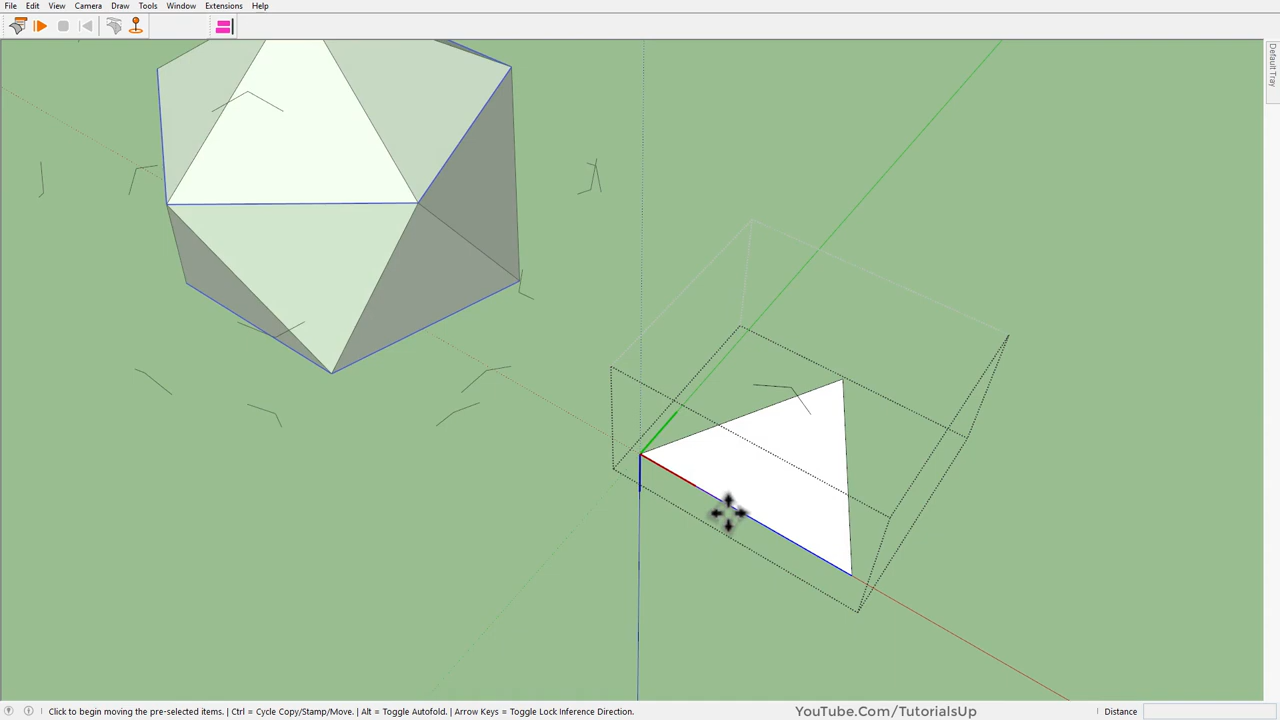 File Edit View Camera Draw Tools Window Extensions Help
Default Tray
Click to begin moving the pre-selected items. | Ctrl = Cycle Copy/Stamp/Move. | Alt = Toggle Autofold. | Arrow Keys = Toggle Lock Inference Direction.
YouTube.Com/TutorialsUp
Distance